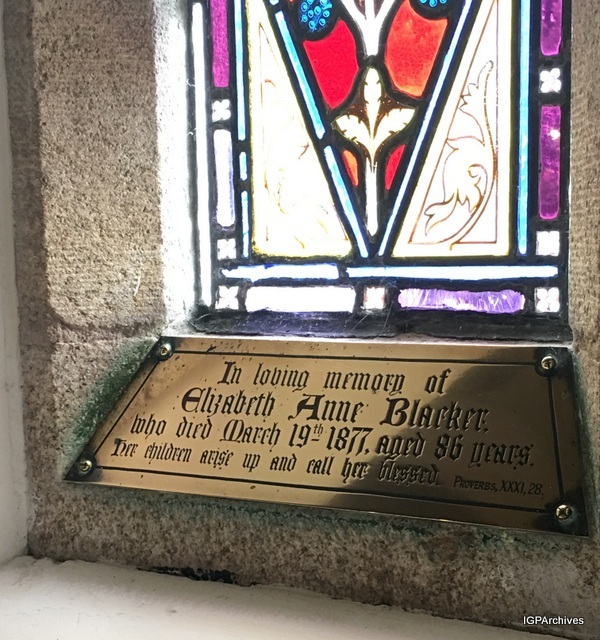 In loving memory of
Elizabeth Anne Blacker.
who died March 19th 1877, aged 86 years.
Her children arise up and call her blessed. PROVERBS, XXXI, 28.
IGPArchives